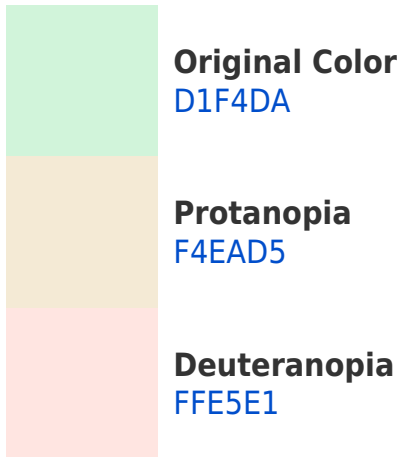 Original Color
D1F4DA
Protanopia
F4EAD5
Deuteranopia
FFE5E1